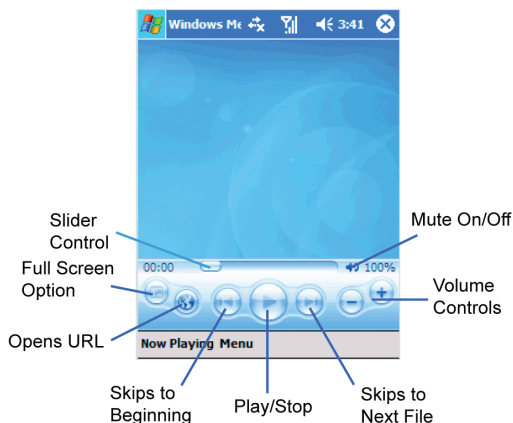 Windows Me 3:41
Slider
Control
Mute On/Off
00:00 100%
Full Screen
Option
Volume
Controls
Opens URL
Now Playing Menu
Skips to
Beginning
Play/Stop
Skips to
Next File